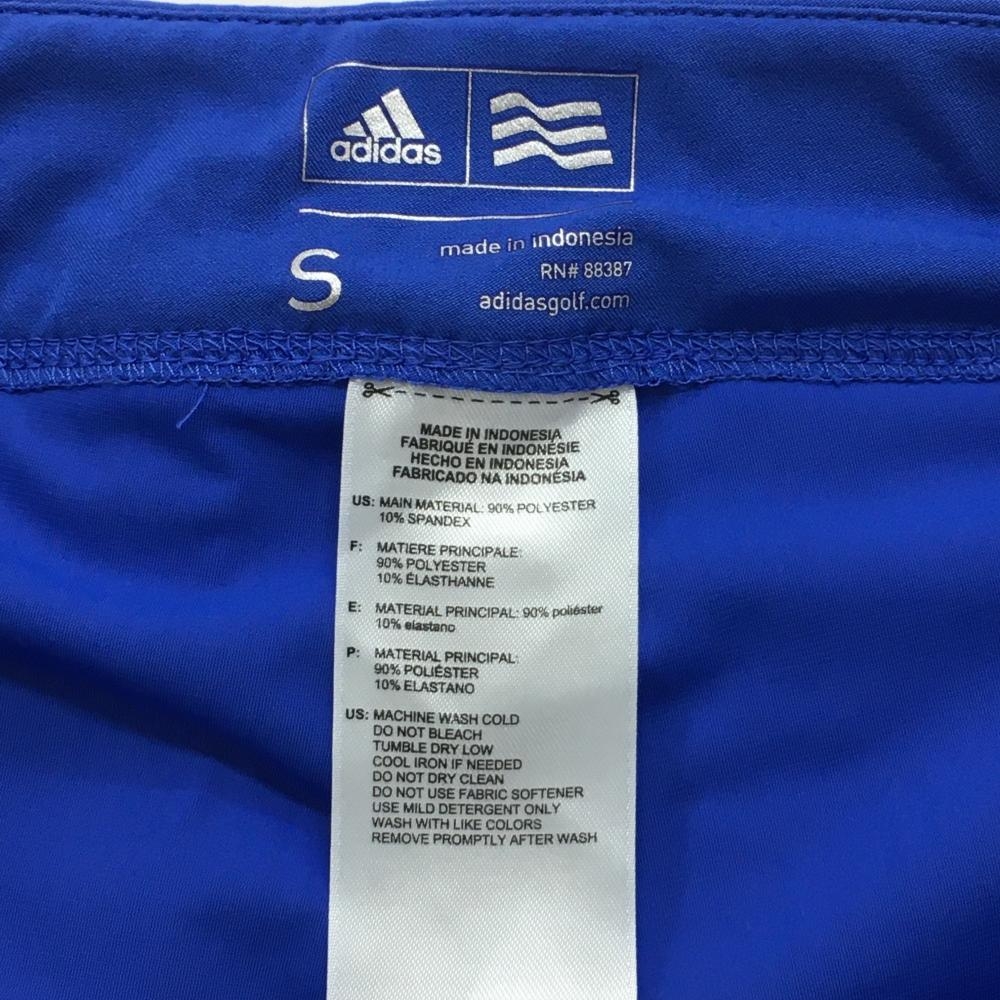 adidas
S
made in indonesia
RN# 88387
adidasgolf.com
MADE IN INDONESIA
FABRIQUÉ EN INDONÉSIE
HECHO EN INDONESIA
FABRICADO NA INDONÉSIA
US: MAIN MATERIAL: 90% POLYESTER
10% SPANDEX
F: MATIERE PRINCIPALE:
90% POLYESTER
10% ÉLASTHANNE
E: MATERIAL PRINCIPAL: 90% poliéster
10% elastano
P: MATERIAL PRINCIPAL:
90% POLIÉSTER
10% ELASTANO
US: MACHINE WASH COLD
DO NOT BLEACH
TUMBLE DRY LOW
COOL IRON IF NEEDED
DO NOT DRY CLEAN
DO NOT USE FABRIC SOFTENER
USE MILD DETERGENT ONLY
WASH WITH LIKE COLORS
REMOVE PROMPTLY AFTER WASH